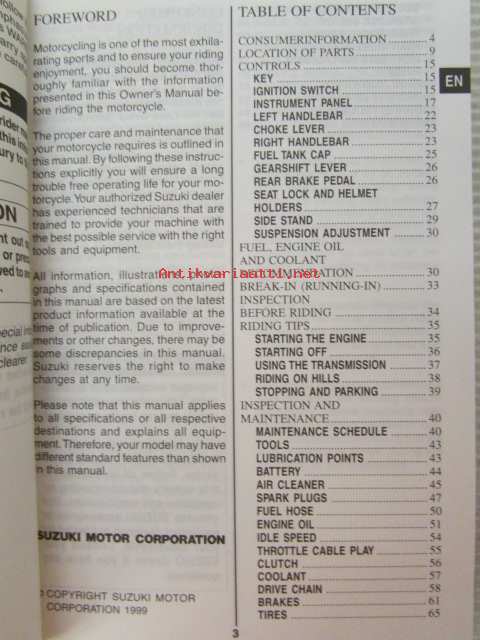 FOREWORD
Motorcycling is one of the most exhila-
rating sports and to ensure your riding
enjoyment, you should become thor-
oughly familiar with the information
presented in this Owner's Manual be-
fore riding the motorcycle.
The proper care and maintenance that
your motorcycle requires is outlined in
this manual. By following these instruc-
tions explicitly you will ensure a long
trouble free operating life for your mo-
torcycle. Your authorized Suzuki dealer
has experienced technicians that are
trained to provide your machine with
the best possible service with the right
tools and equipment.
All information, illustrat
graphs and specifications contained
in this manual are based on the latest
product information available at the
time of publication. Due to improve-
ments or other changes, there may be
some discrepancies in this manual.
Suzuki reserves the right to make
changes at any time.
Please note that this manual applies
to all specifications or all respective
destinations and explains all equip-
ment. Therefore, your model may have
different standard features than shown
in this manual.
SUZUKI MOTOR CORPORATION
© COPYRIGHT SUZUKI MOTOR
CORPORATION 1999
TABLE OF CONTENTS
CONSUMERINFORMATION 4
LOCATION OF PARTS 9
CONTROLS 15
KEY 15
IGNITION SWITCH 15
INSTRUMENT PANEL 17
LEFT HANDLEBAR 22
CHOKE LEVER 23
RIGHT HANDLEBAR 23
FUEL TANK CAP 25
GEARSHIFT LEVER 26
REAR BRAKE PEDAL 26
SEAT LOCK AND HELMET
HOLDERS 27
SIDE STAND 29
SUSPENSION ADJUSTMENT 30
FUEL, ENGINE OIL
AND COOLANT
30
BREAK-IN (RUNNING-IN) 33
INSPECTION
BEFORE RIDING 34
RIDING TIPS 35
STARTING THE ENGINE 35
STARTING OFF 36
USING THE TRANSMISSION 37
RIDING ON HILLS 38
STOPPING AND PARKING 39
INSPECTION AND
MAINTENANCE 40
MAINTENANCE SCHEDULE 40
TOOLS 43
LUBRICATION POINTS 43
BATTERY 44
AIR CLEANER 45
SPARK PLUGS 47
FUEL HOSE 50
ENGINE OIL 51
IDLE SPEED 54
THROTTLE CABLE PLAY 55
CLUTCH 56
COOLANT 57
DRIVE CHAIN 58
BRAKES 61
TIRES 65
EN
3
Antikvariaatti.net